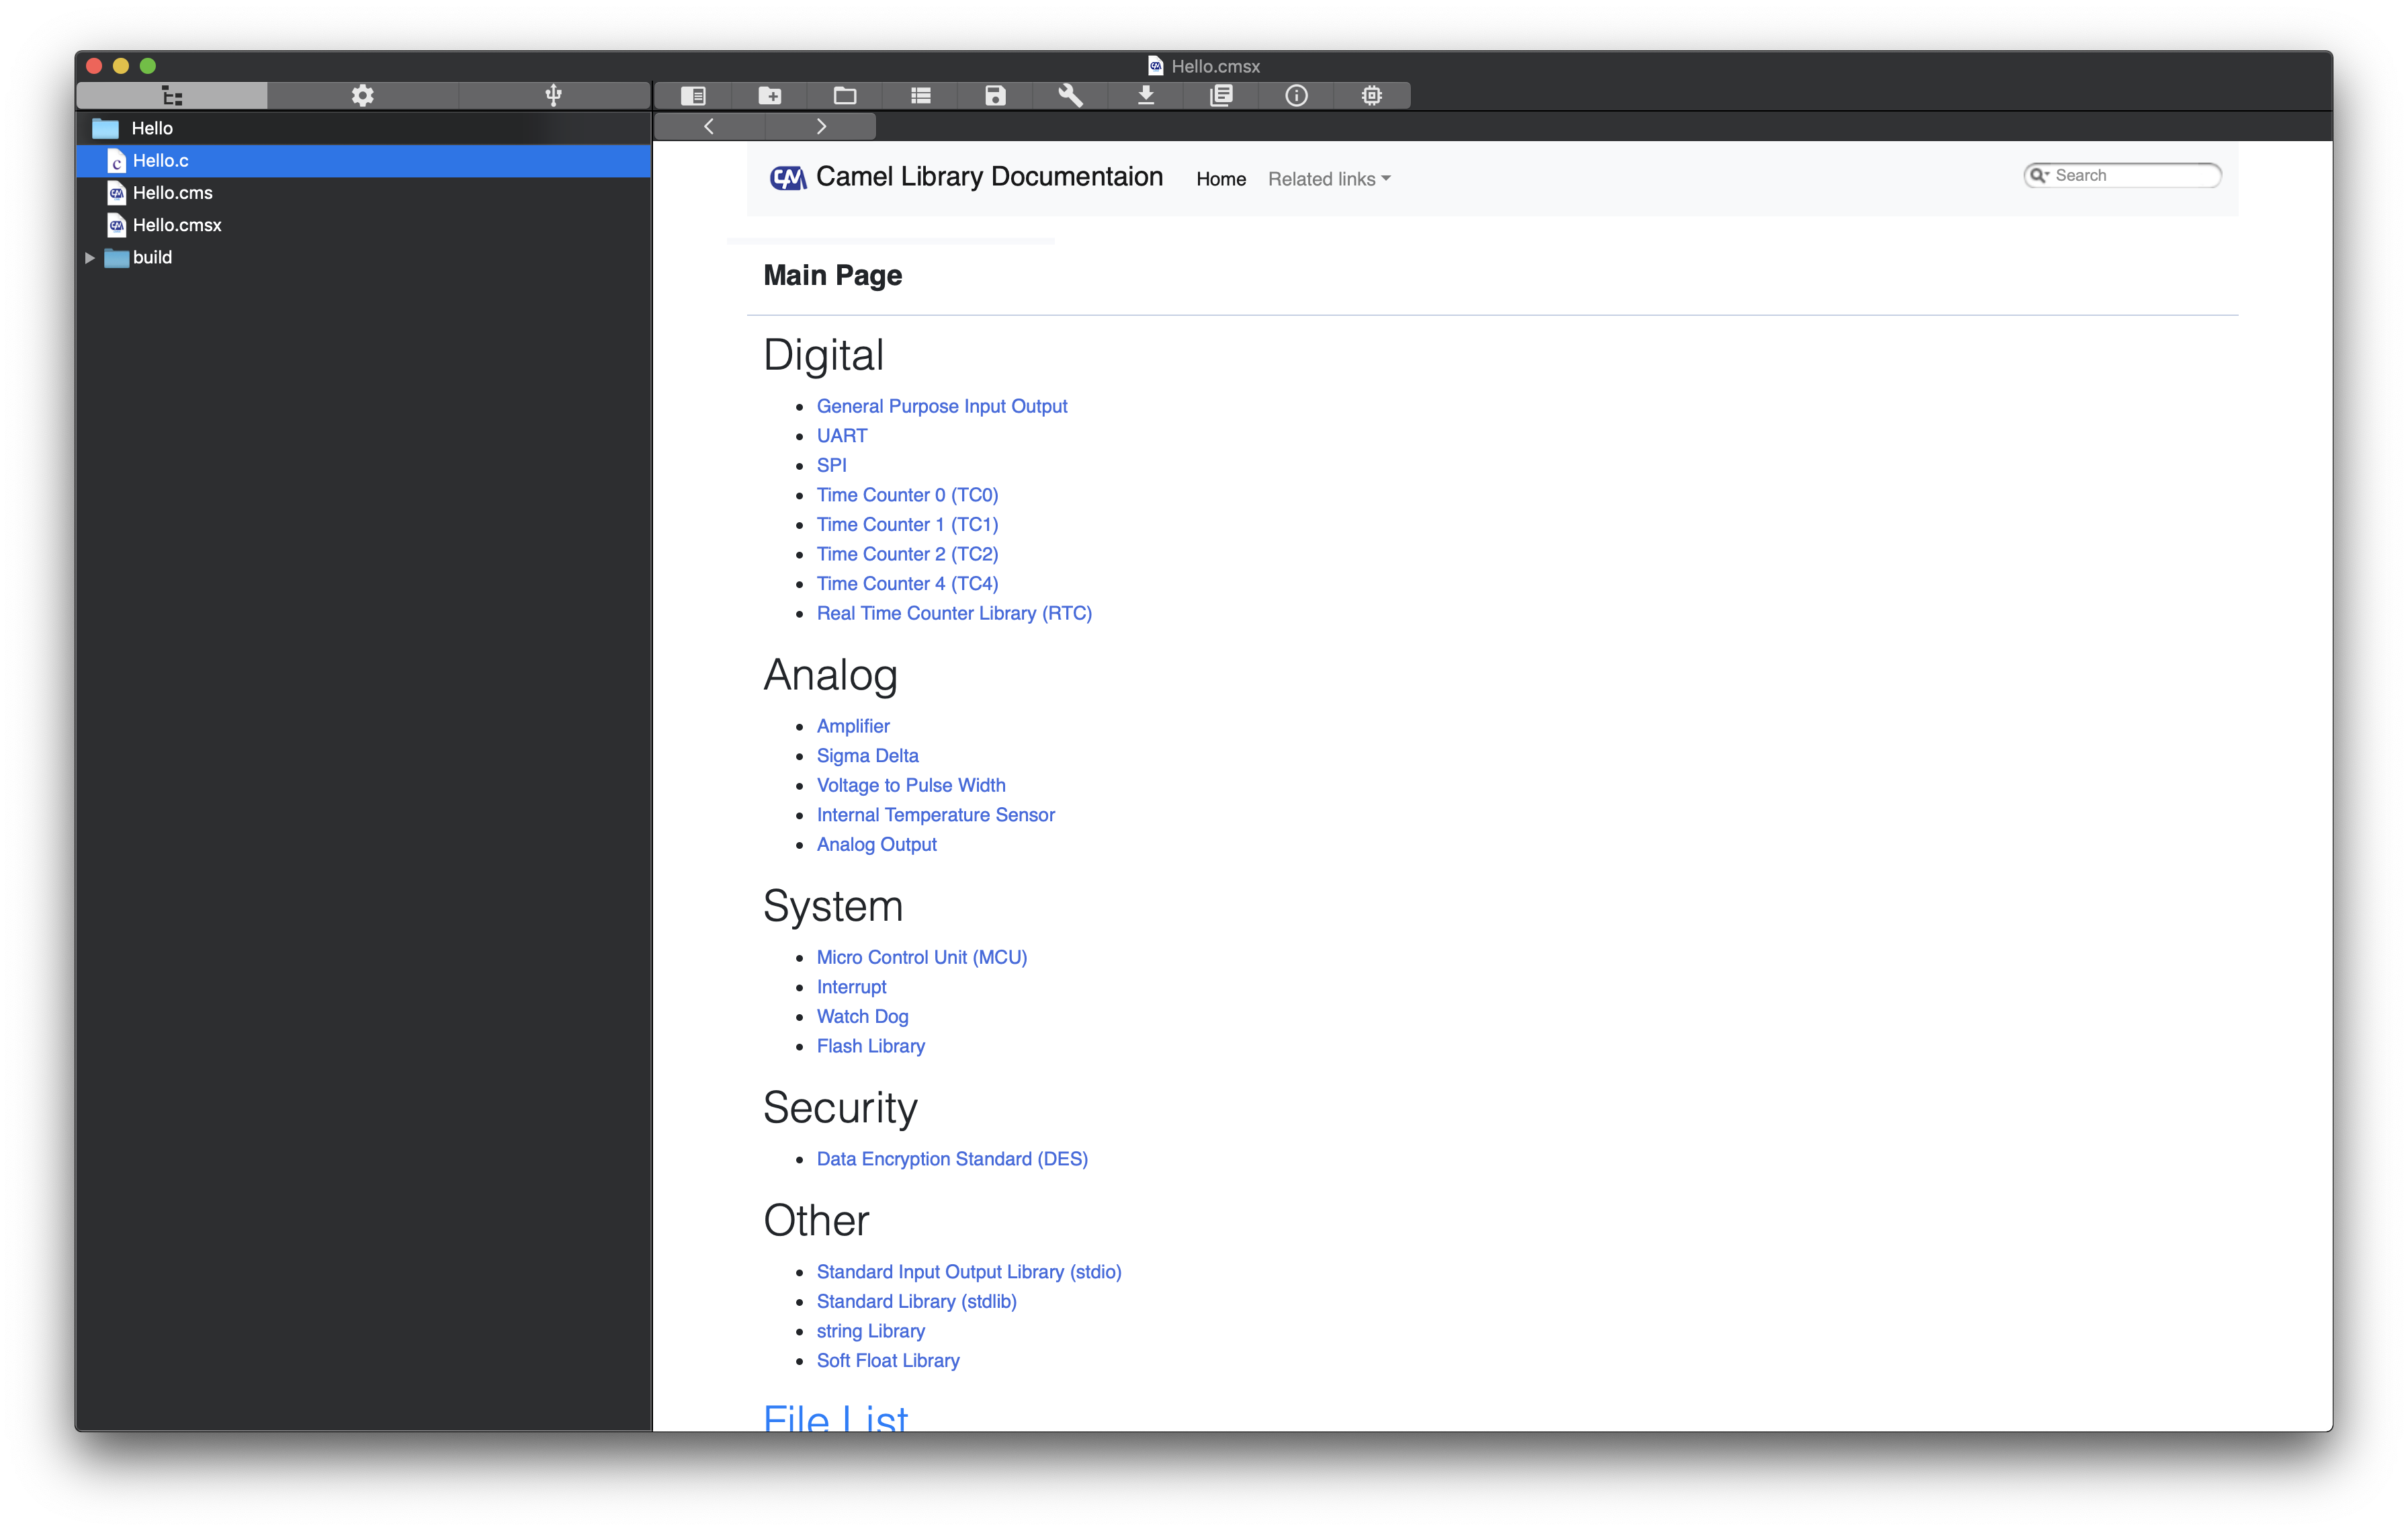 Hello.cmsx
Hello
Hello.c
Hello.cms
Hello.cmsx
build
Camel Library Documentaion
Home
Related links
Search
Main Page
Digital
General Purpose Input Output
UART
SPI
Time Counter 0 (TC0)
Time Counter 1 (TC1)
Time Counter 2 (TC2)
Time Counter 4 (TC4)
Real Time Counter Library (RTC)
Analog
Amplifier
Sigma Delta
Voltage to Pulse Width
Internal Temperature Sensor
Analog Output
System
Micro Control Unit (MCU)
Interrupt
Watch Dog
Flash Library
Security
Data Encryption Standard (DES)
Other
Standard Input Output Library (stdio)
Standard Library (stdlib)
string Library
Soft Float Library
File List